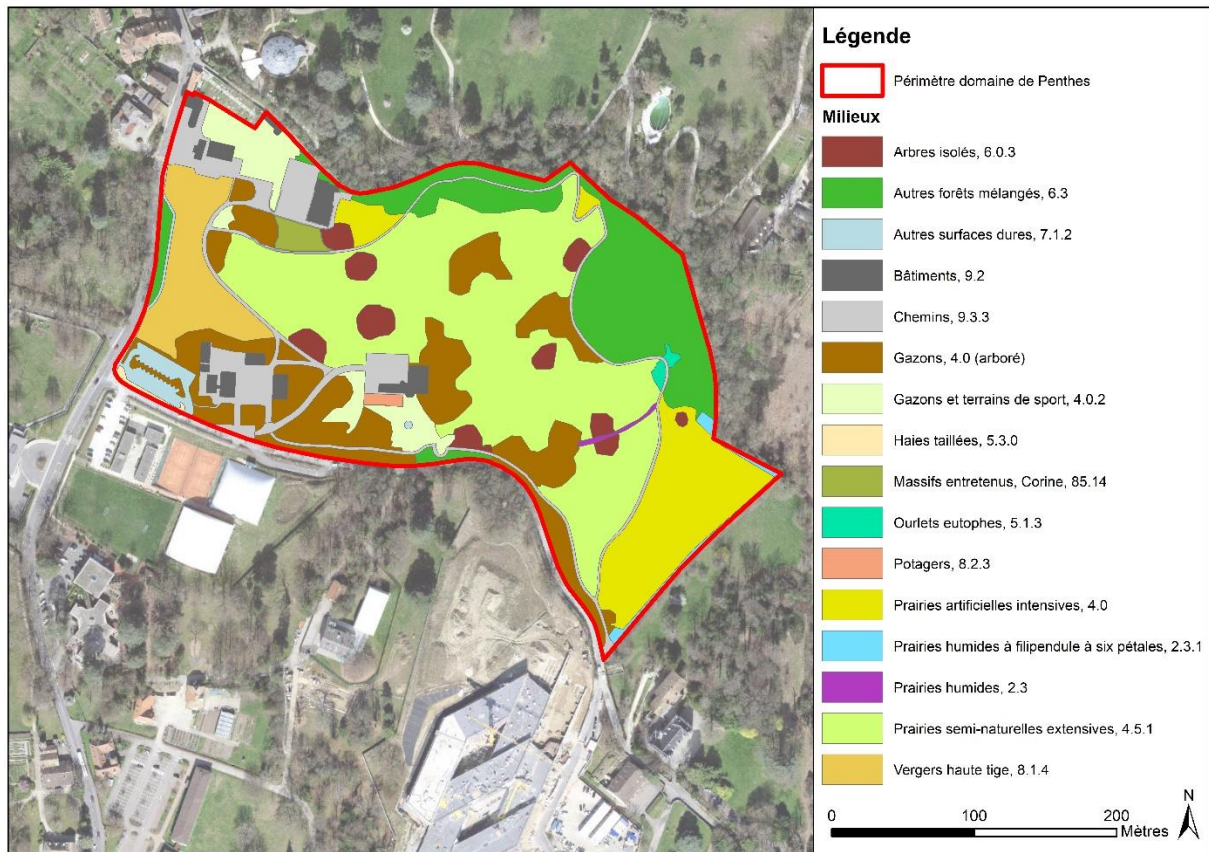 Légende
Périmètre domaine de Penthes
Milieux
Arbres isolés, 6.0.3
Autres forêts mélangés, 6.3
Autres surfaces dures, 7.1.2
Bâtiments, 9.2
Chemins, 9.3.3
Gazons, 4.0 (arboré)
Gazons et terrains de sport, 4.0.2
Haies taillées, 5.3.0
Massifs entretenus, Corine, 85.14
Ourlets eutophes, 5.1.3
Potagers, 8.2.3
Prairies artificielles intensives, 4.0
Prairies humides à filipendule à six pétales, 2.3.1
Prairies humides, 2.3
Prairies semi-naturelles extensives, 4.5.1
Vergers haute tige, 8.1.4
N
0 100 200
Mètres